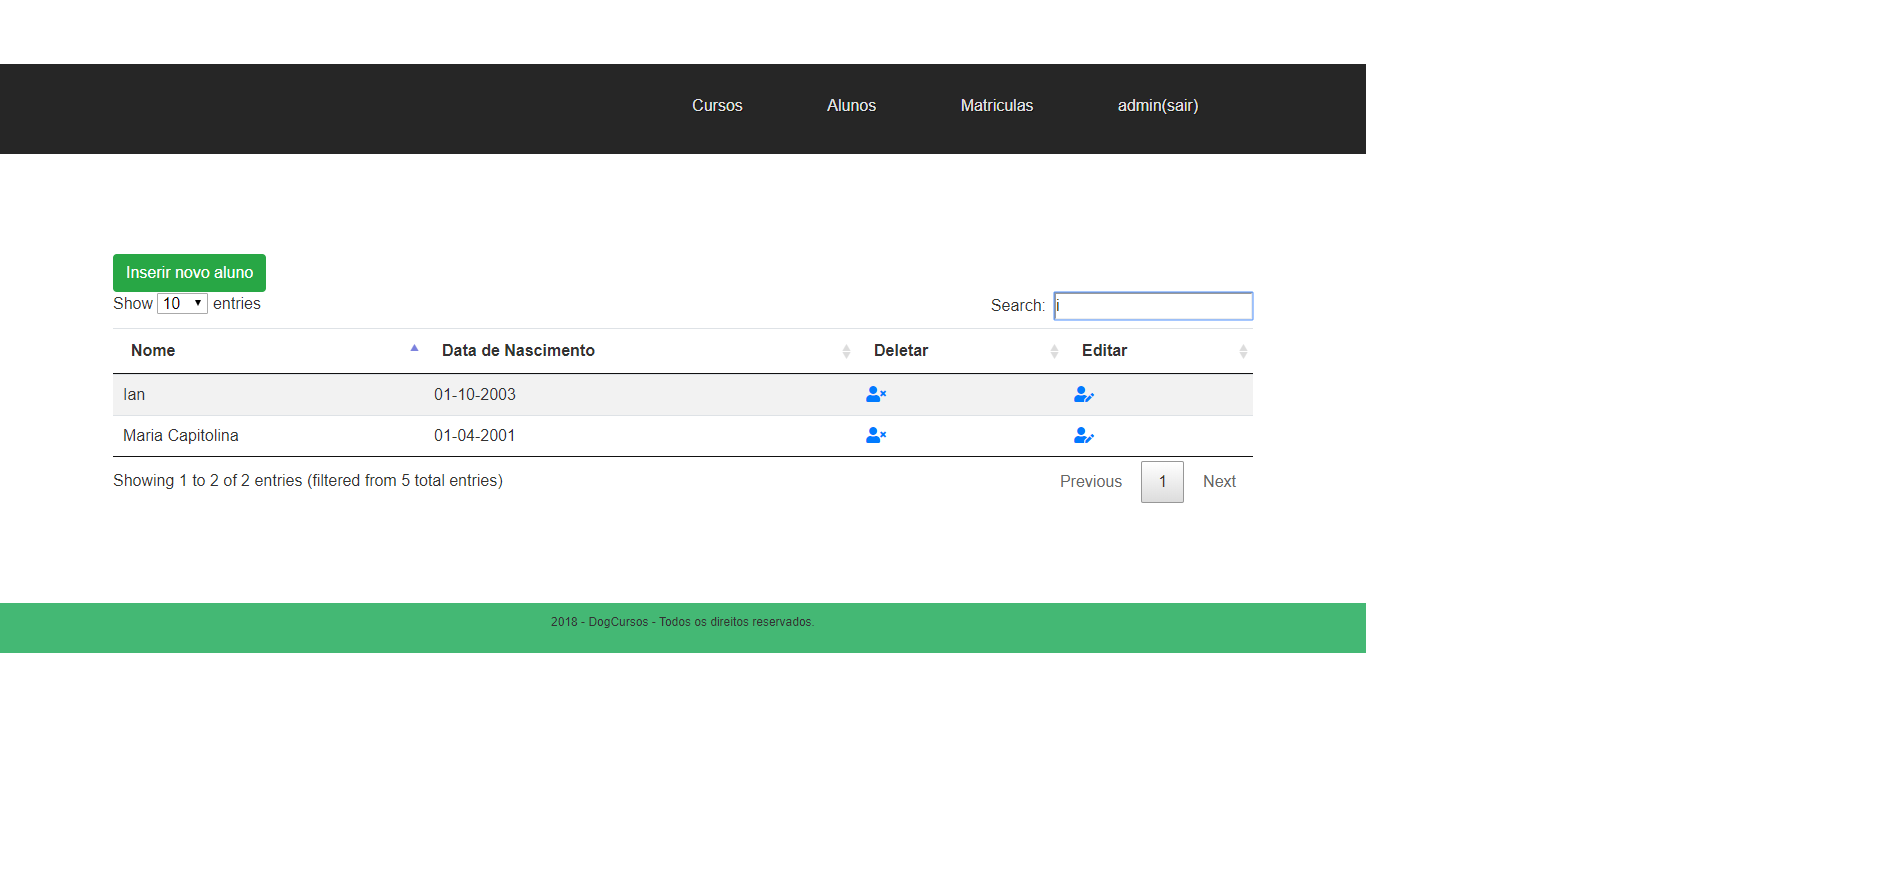 Cursos Alunos Matriculas admin(sair)
Inserir novo aluno
Show 10 entries Search: i
Nome Data de Nascimento Deletar Editar
Ian 01-10-2003
Maria Capitolina 01-04-2001
Showing 1 to 2 of 2 entries (filtered from 5 total entries) Previous 1 Next
2018 - DogCursos - Todos os direitos reservados.